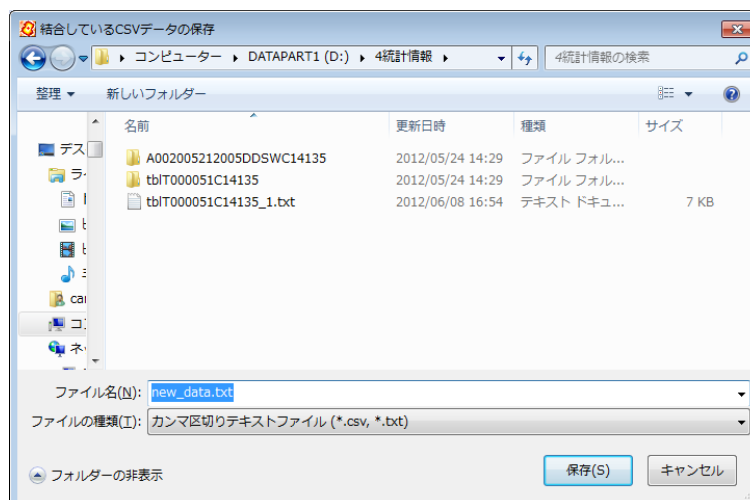 結合しているCSVデータの保存
コンピューター ▸ DATAPART1 (D:) ▸ 4統計情報 ▸
4統計情報の検索
整理 ▼ 新しいフォルダー
名前 更新日時 種類 サイズ
A002005212005DDSWC14135 2012/05/24 14:29 ファイル フォル...
tblT000051C14135 2012/05/24 14:29 ファイル フォル...
tblT000051C14135_1.txt 2012/06/08 16:54 テキスト ドキュ... 7 KB
デス
ラ
car
コン
ネ
ファイル名(N): new_data.txt
ファイルの種類(T): カンマ区切りテキストファイル (*.csv, *.txt)
フォルダーの非表示
保存(S) キャンセル